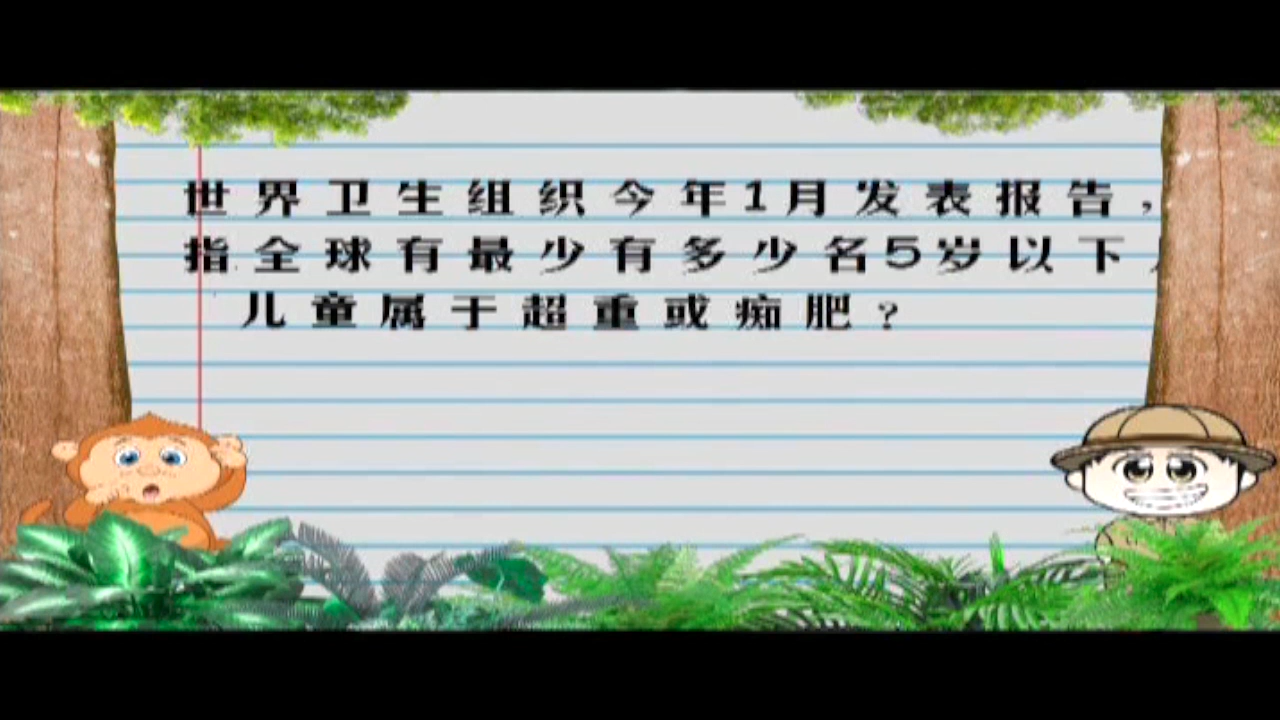 世界卫生组织今年1月发表报告，
指全球有最少有多少名5岁以下
儿童属于超重或痴肥？